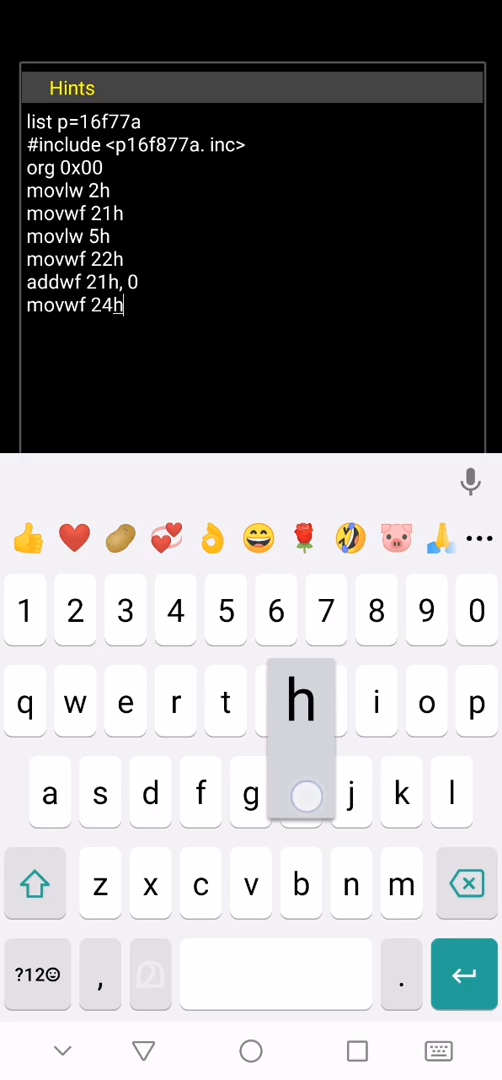 Hints
list p=16f77a
#include <p16f877a. inc>
org 0x00
movlw 2h
movwf 21h
movlw 5h
movwf 22h
addwf 21h, 0
movwf 24h
1 2 3 4 5 6 7 8 9 0
q w e r t h i o p
a s d f g j k l
z x c v b n m
?12☺ , ന .